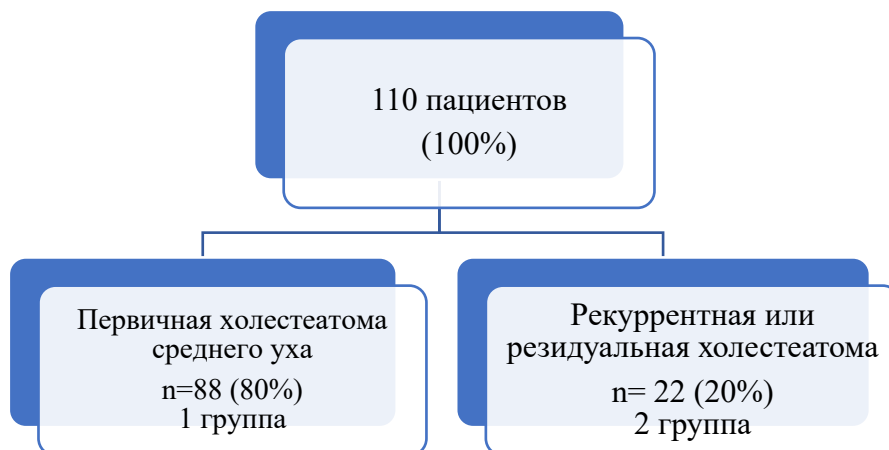 110 пациентов
(100%)
Первичная холестеатома
среднего уха
n=88 (80%)
1 группа
Рекуррентная или
резидуальная холестеатома
n= 22 (20%)
2 группа